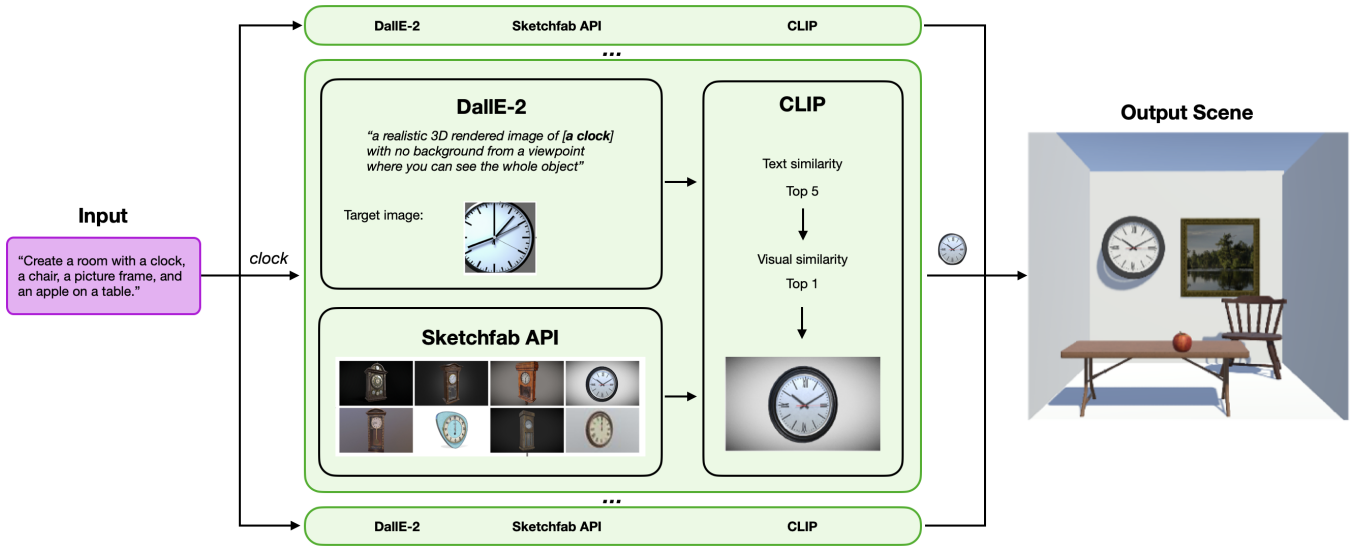 DallE-2 Sketchfab API CLIP
...
Input
“Create a room with a clock,
a chair, a picture frame, and
an apple on a table.”
clock
DallE-2
“a realistic 3D rendered image of [a clock]
with no background from a viewpoint
where you can see the whole object”
Target image:
Sketchfab API
CLIP
Text similarity
Top 5
Visual similarity
Top 1
...
DallE-2 Sketchfab API CLIP
Output Scene